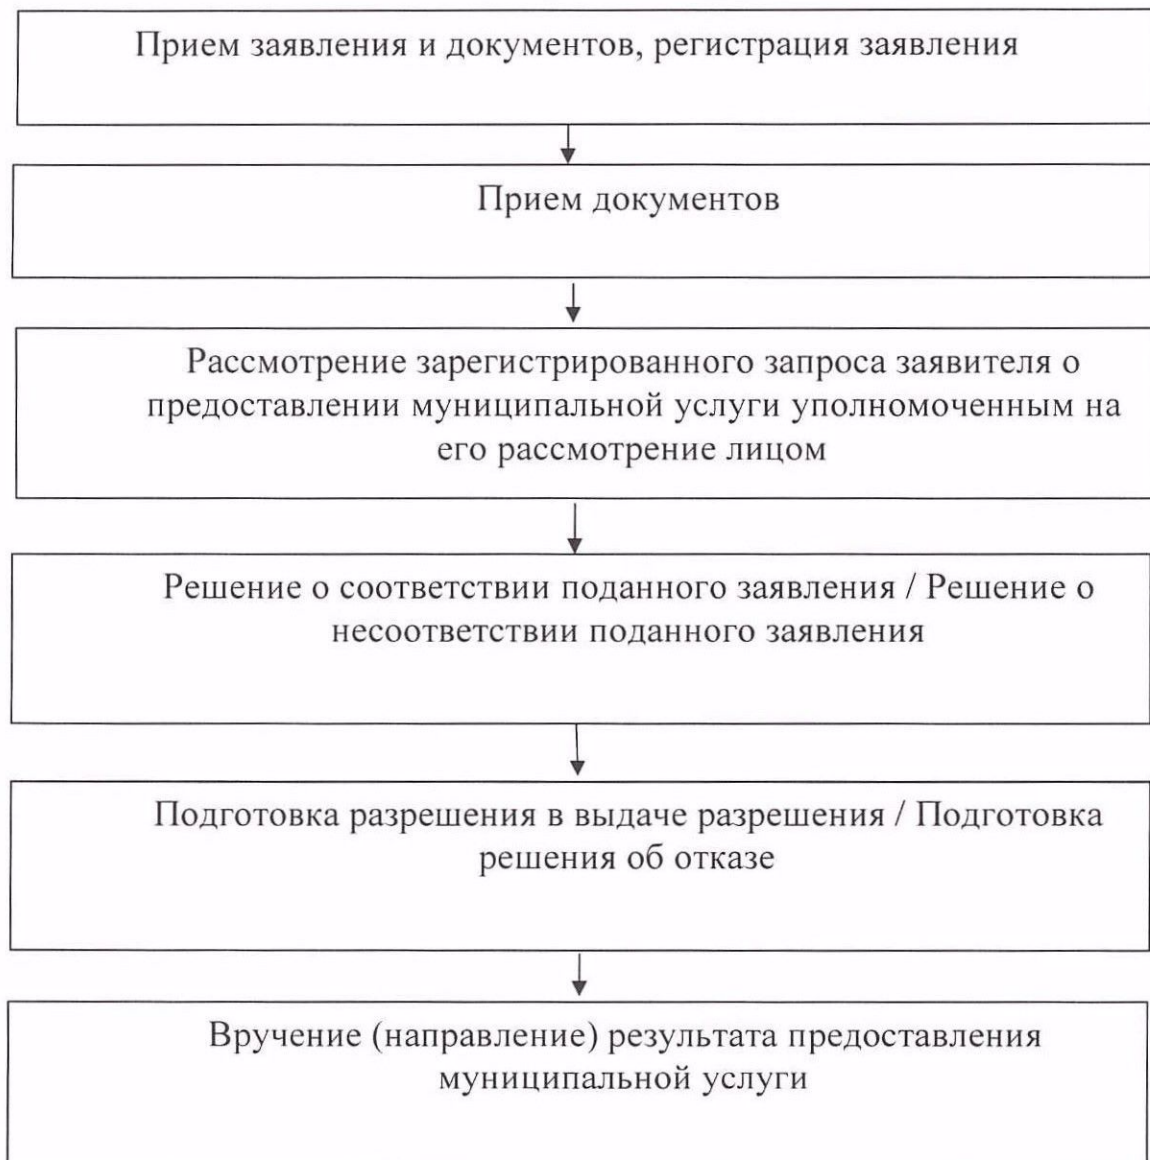 Прием заявления и документов, регистрация заявления
Прием документов
Рассмотрение зарегистрированного запроса заявителя о
предоставлении муниципальной услуги уполномоченным на
его рассмотрение лицом
Решение о соответствии поданного заявления / Решение о
несоответствии поданного заявления
Подготовка разрешения в выдаче разрешения / Подготовка
решения об отказе
Вручение (направление) результата предоставления
муниципальной услуги